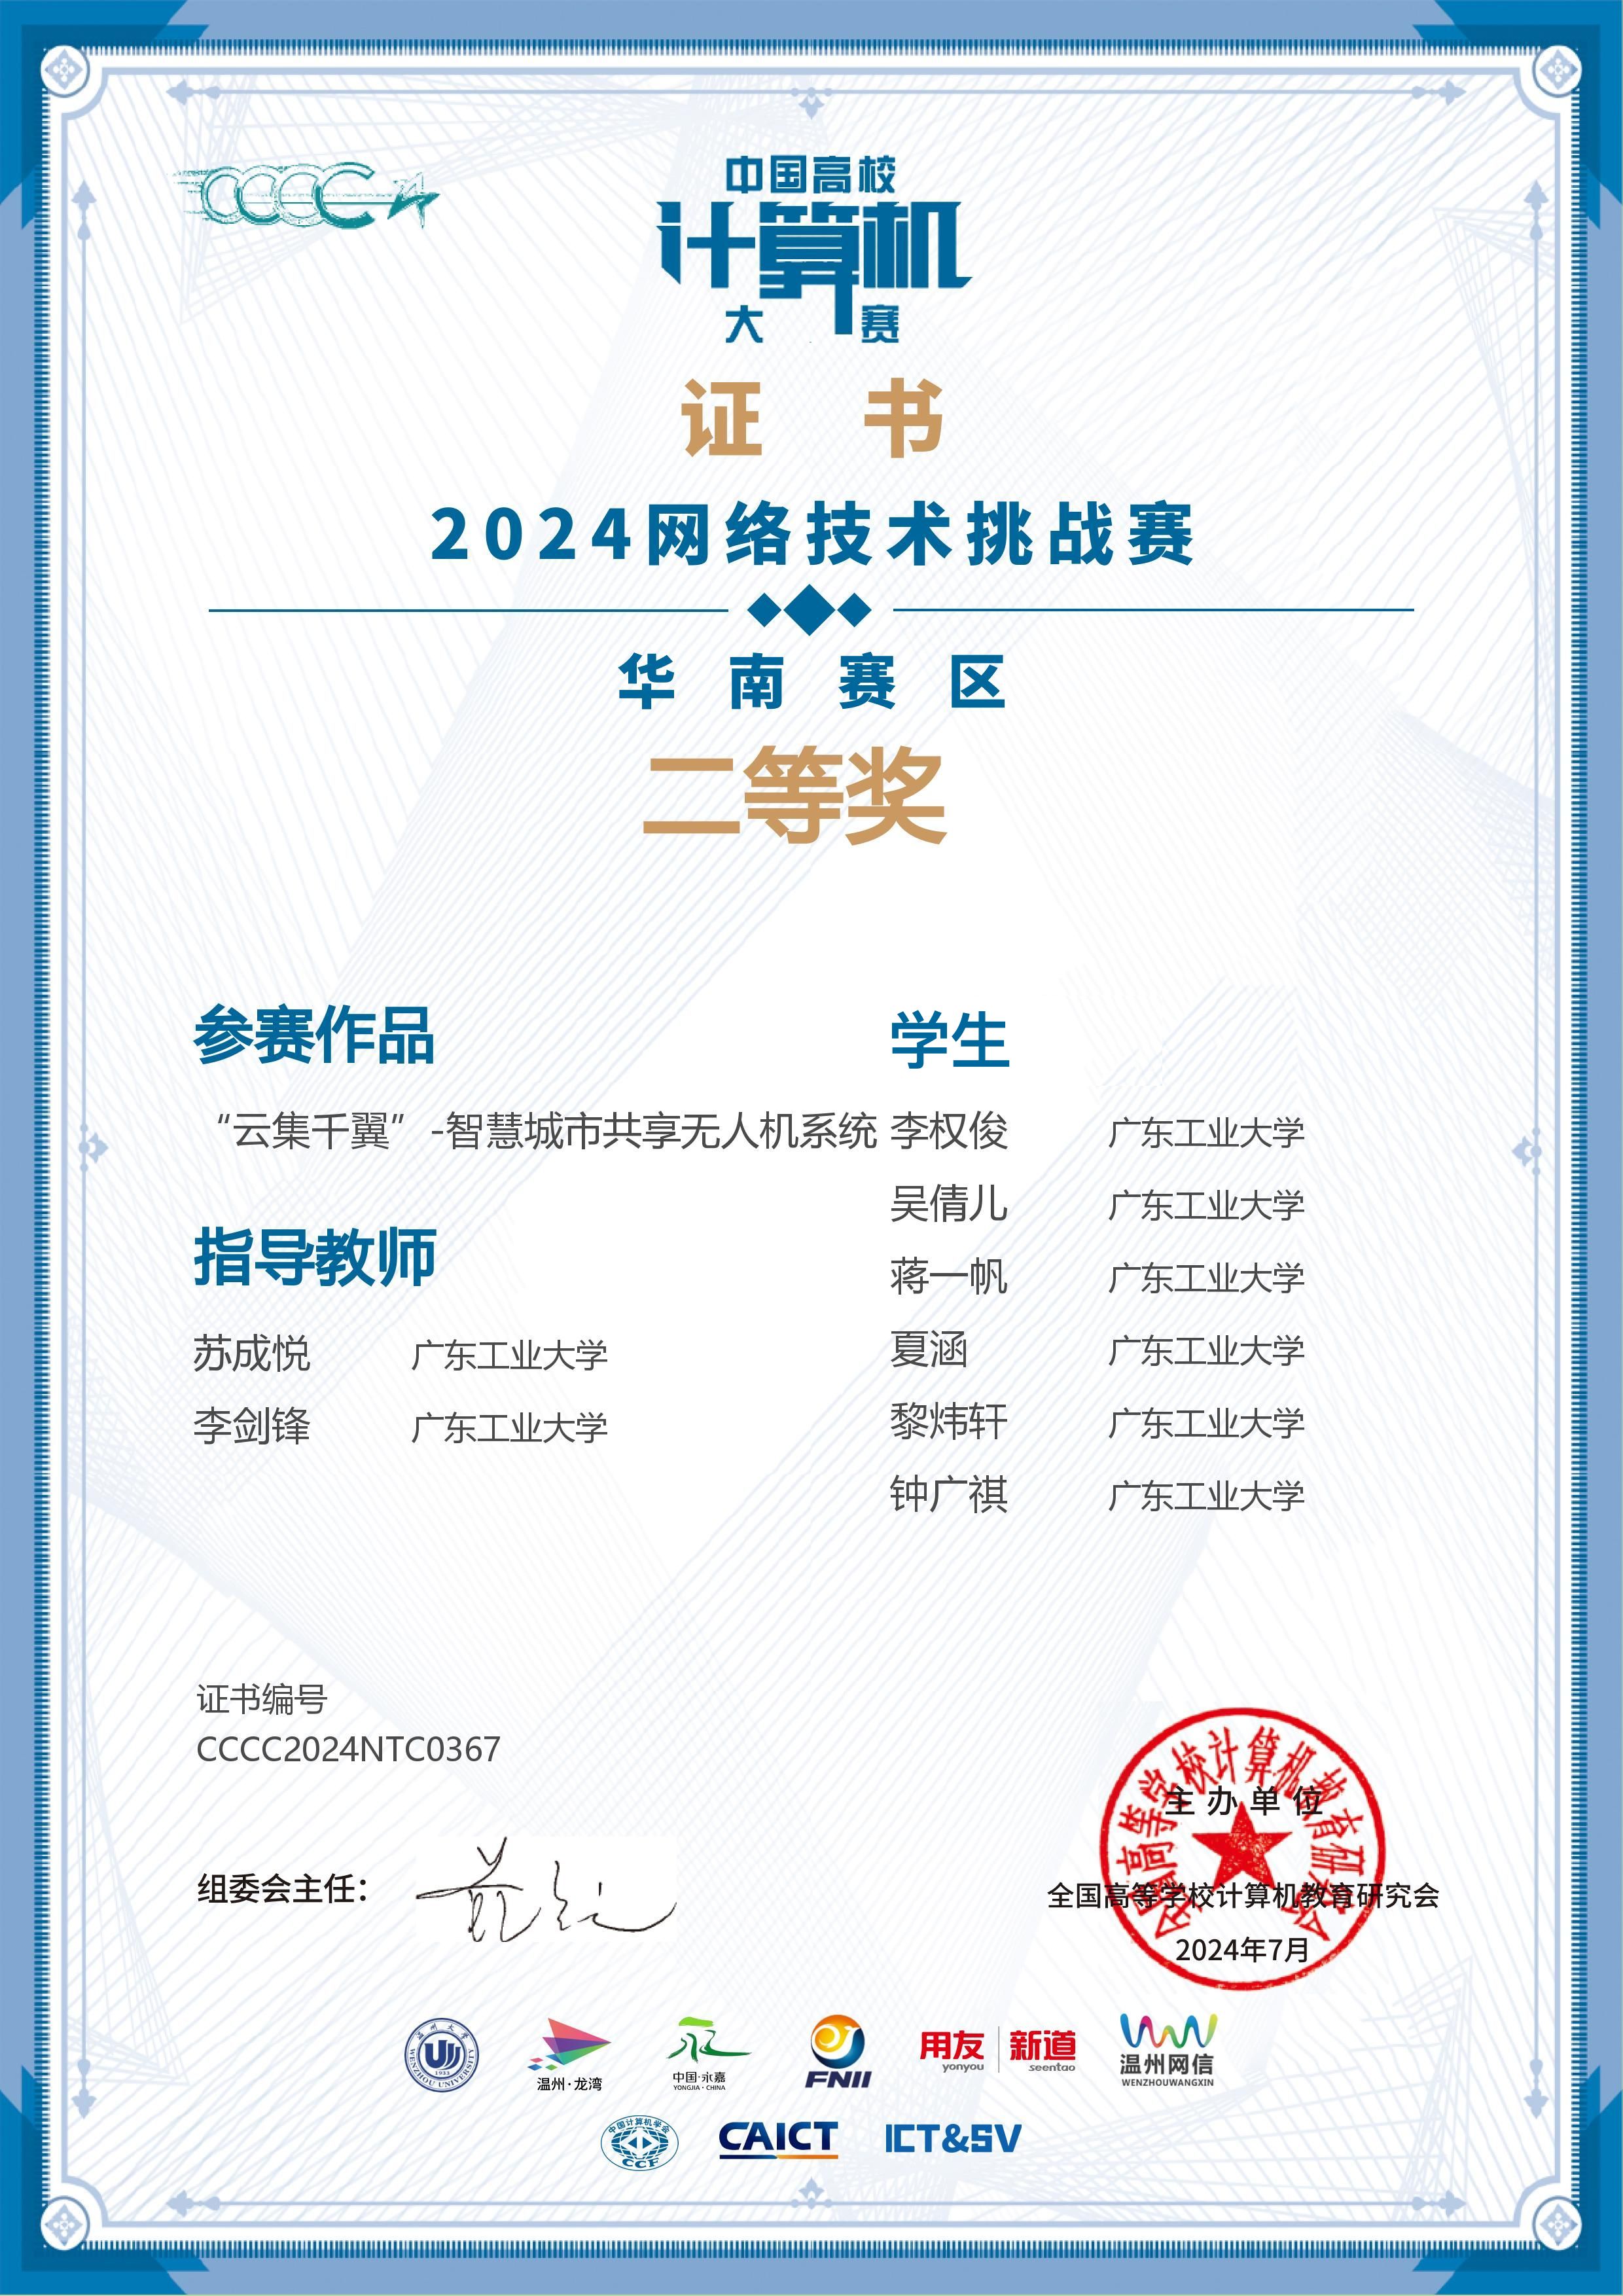 CCCC
中国高校
计算机
大赛
证书
2024网络技术挑战赛
华南赛区
二等奖
参赛作品
“云集千翼”-智慧城市共享无人机系统
指导教师
苏成悦 广东工业大学
李剑锋 广东工业大学
学生
李权俊 广东工业大学
吴倩儿 广东工业大学
蒋一帆 广东工业大学
夏涵 广东工业大学
黎炜轩 广东工业大学
钟广祺 广东工业大学
证书编号
CCCC2024NTC0367
组委会主任：
全国高等学校计算机教育研究会
主办单位
全国高等学校计算机教育研究会
2024年7月
温州大学
1933
WENZHOU UNIVERSITY
温州·龙湾
中国·永嘉
YONGJIA·CHINA
FNII
用友 新道
yonyou seentao
温州网信
WENZHOUWANGXIN
中国计算机学会
CCF
CAICT
ICT&SV